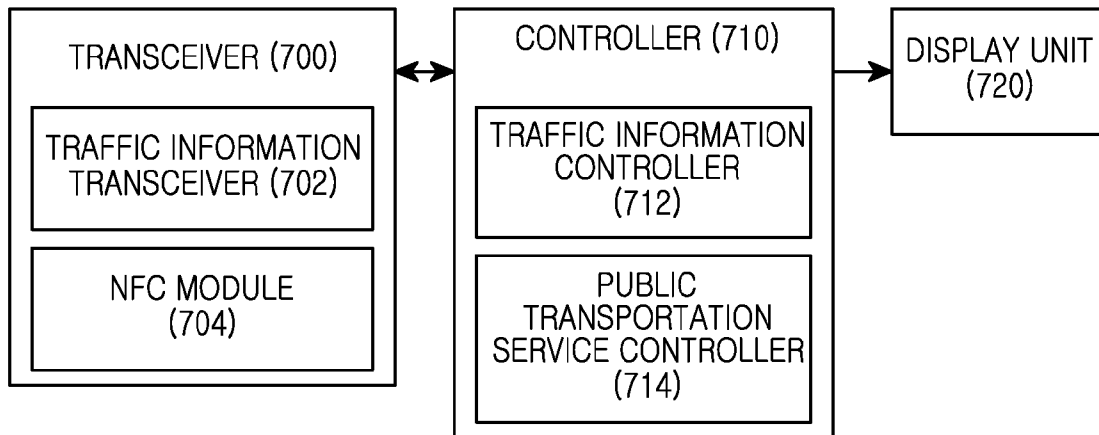 TRANSCEIVER (700)
TRAFFIC INFORMATION
TRANSCEIVER (702)
NFC MODULE
(704)
CONTROLLER (710)
TRAFFIC INFORMATION
CONTROLLER
(712)
PUBLIC
TRANSPORTATION
SERVICE CONTROLLER
(714)
DISPLAY UNIT
(720)